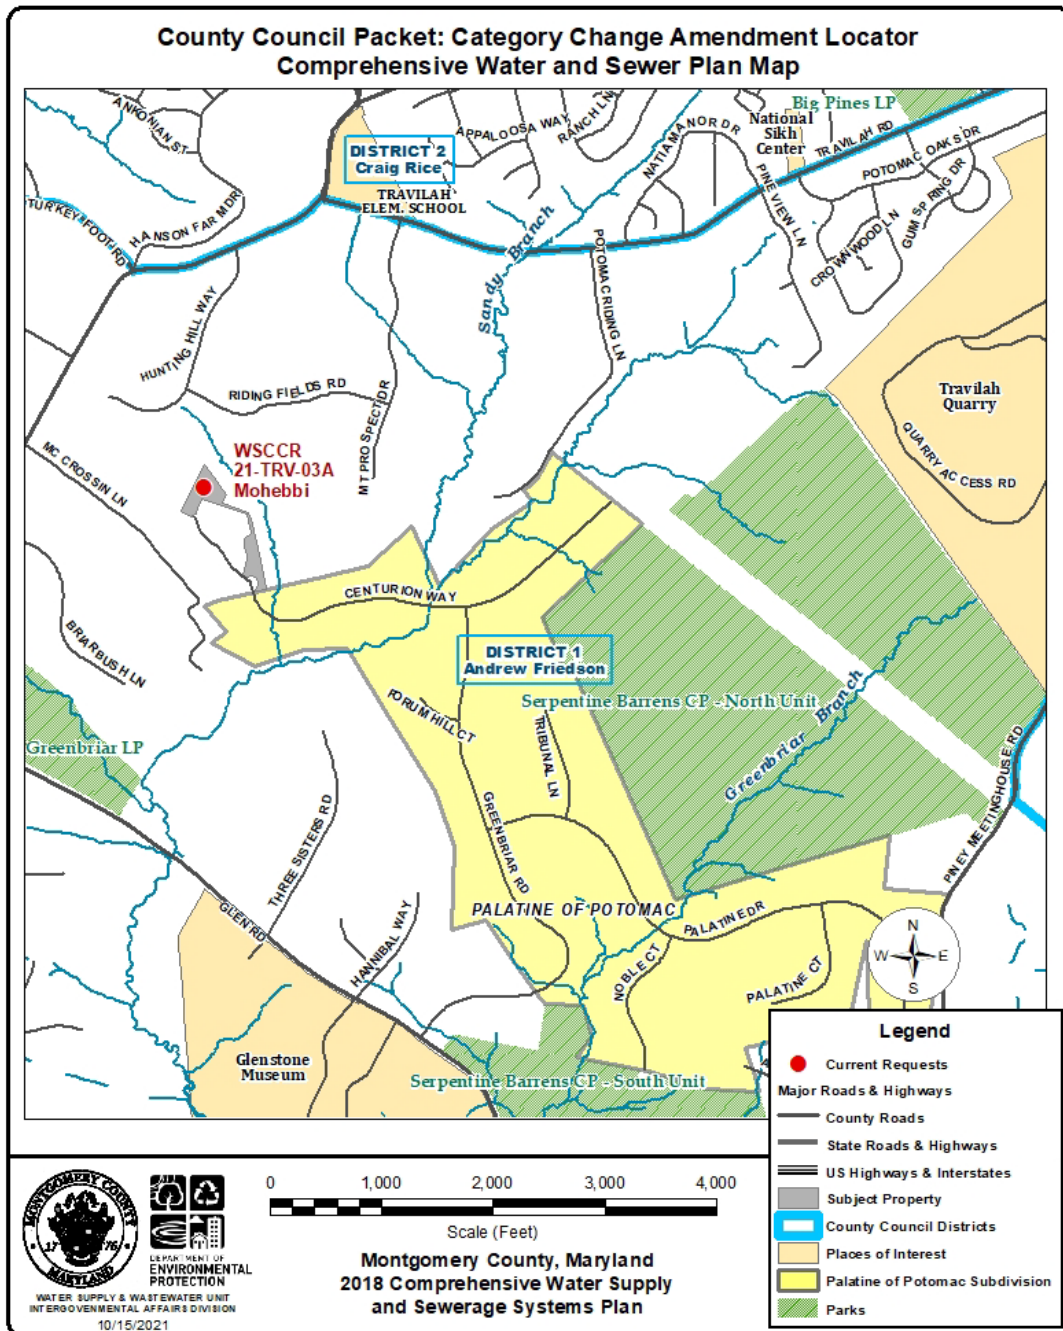 County Council Packet: Category Change Amendment Locator
Comprehensive Water and Sewer Plan Map
Big Pines LP
ANKONIAN ST
APPALOOSA WAY
RANCH LN
NATIA MANOR DR
National
Sikh
Center
TRAVILAH RD
POTOMAC OAKS DR
DISTRICT 2
Craig Rice
TRAVILAH
ELEM. SCHOOL
TURKEY FOOT RD
HANSON FARM DR
PINE VIEW LN
GUM SPRING DR
CROWNWOOD LN
Sandy Branch
POTOMAC RIDING LN
HUNTING HILL WAY
RIDING FIELDS RD
MT PROSPECT DR
Travilah
Quarry
QUARRY ACCESS RD
MC CROSSIN LN
WSCCR
21-TRV-03A
Mohebbi
CENTURION WAY
BRIARBUSH LN
DISTRICT 1
Andrew Friedson
FORUM HILL CT
TRIBUNAL LN
Serpentine Barrens CP - North Unit
Greenbriar Branch
Greenbriar LP
GREENBRIAR RD
PINEY MEETINGHOUSE RD
THREE SISTERS RD
GLEN RD
HANNIBAL WAY
PALATINE OF POTOMAC
PALATINE DR
NOBLE CT
PALATINE CT
N
W E
S
Glenstone
Museum
Serpentine Barrens CP - South Unit
Legend
Current Requests
Major Roads & Highways
County Roads
State Roads & Highways
US Highways & Interstates
Subject Property
County Council Districts
Places of Interest
Palatine of Potomac Subdivision
Parks
MONTGOMERY COUNTY
17 76
MARYLAND
DEPARTMENT OF
ENVIRONMENTAL
PROTECTION
WATER SUPPLY & WASTEWATER UNIT
INTERGOVENMENTAL AFFAIRS DIVISION
10/15/2021
0 1,000 2,000 3,000 4,000
Scale (Feet)
Montgomery County, Maryland
2018 Comprehensive Water Supply
and Sewerage Systems Plan